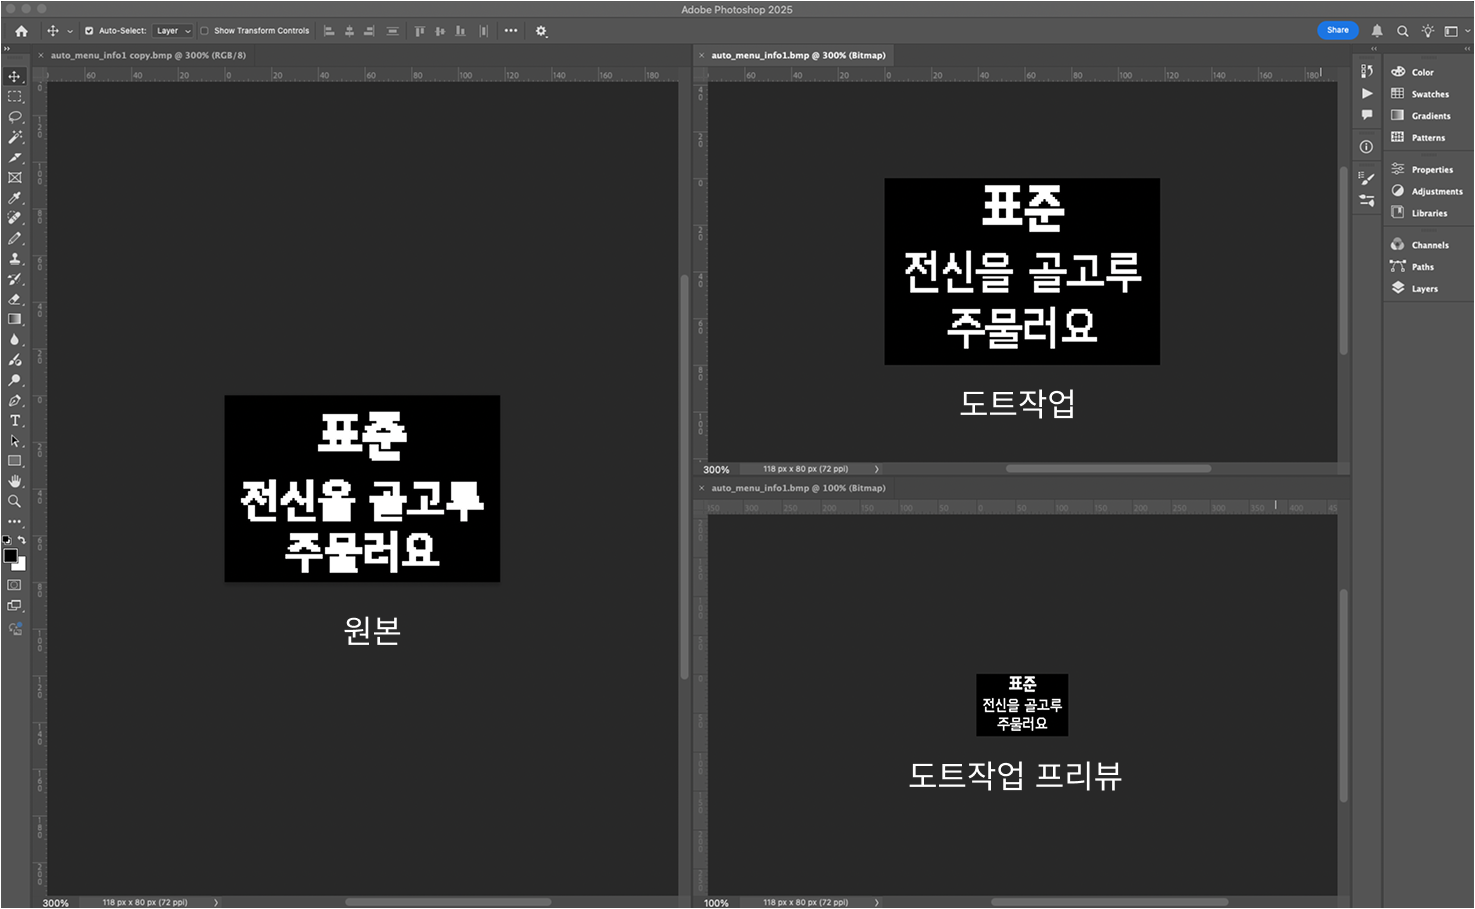 Adobe Photoshop 2025
Auto-Select: Layer Show Transform Controls
Share
auto_menu_info1 copy.bmp @ 300% (RGB/8)
표준
전신을 골고루
주물러요
원본
300% 118 px x 80 px (72 ppi)
auto_menu_info1.bmp @ 300% (Bitmap)
표준
전신을 골고루
주물러요
도트작업
300% 118 px x 80 px (72 ppi)
auto_menu_info1.bmp @ 100% (Bitmap)
표준
전신을 골고루
주물러요
도트작업 프리뷰
100% 118 px x 80 px (72 ppi)
Color
Swatches
Gradients
Patterns
Properties
Adjustments
Libraries
Channels
Paths
Layers